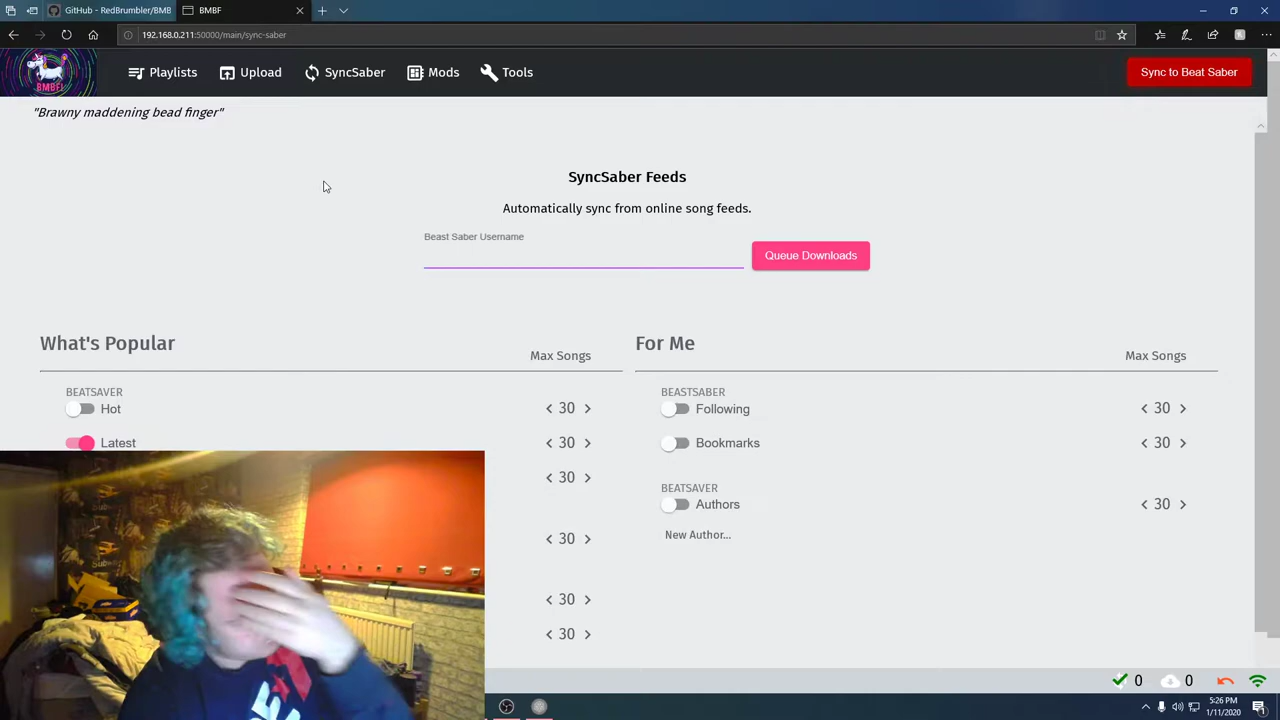 GitHub - RedBrumbler/BMB
BMBF
192.168.0.211:50000/main/sync-saber
BMBF!
Playlists
Upload
SyncSaber
Mods
Tools
Sync to Beat Saber
"Brawny maddening bead finger"
SyncSaber Feeds
Automatically sync from online song feeds.
Beast Saber Username
Queue Downloads
What's Popular
Max Songs
BEATSAVER
Hot
30
Latest
30
30
30
30
30
For Me
Max Songs
BEASTSABER
Following
30
Bookmarks
30
BEATSAVER
Authors
30
New Author...
0
0
5:26 PM
1/11/2020